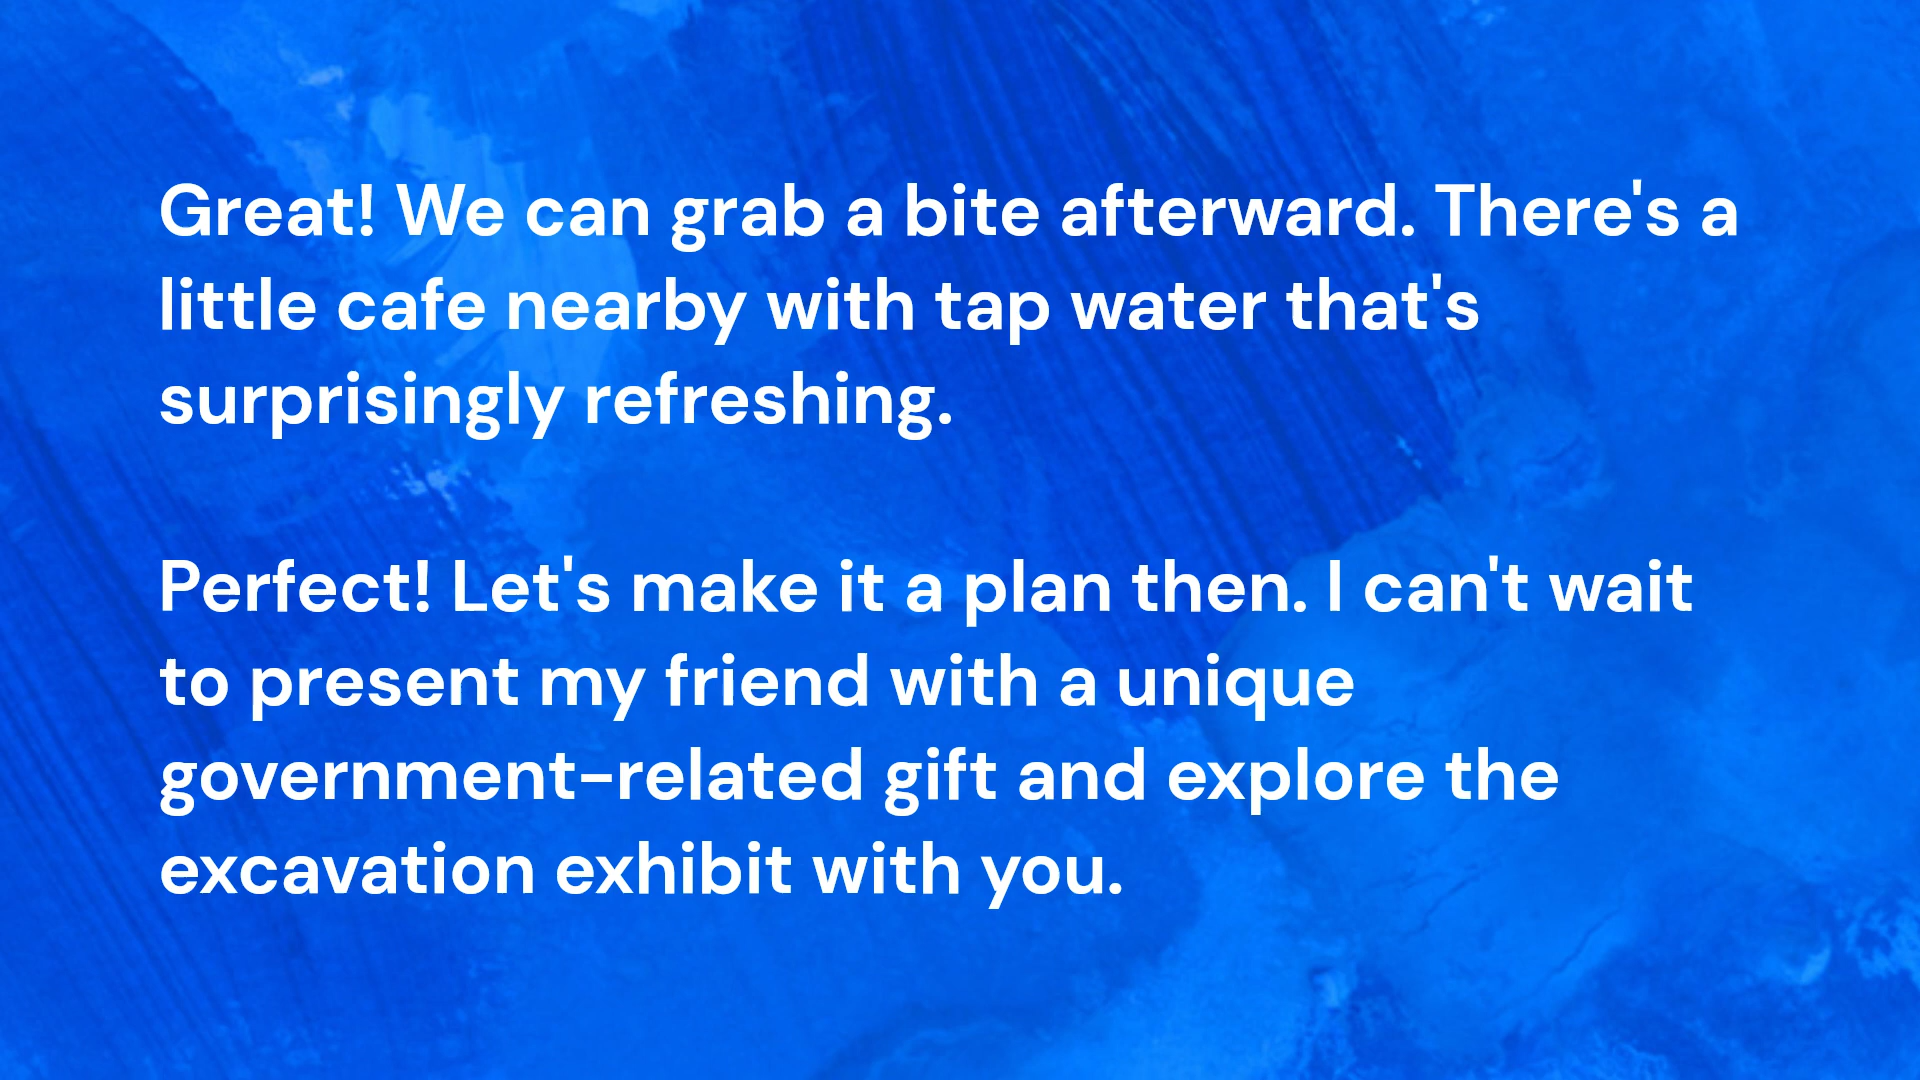 Great! We can grab a bite afterward. There's a
little cafe nearby with tap water that's
surprisingly refreshing.
Perfect! Let's make it a plan then. I can't wait
to present my friend with a unique
government-related gift and explore the
excavation exhibit with you.